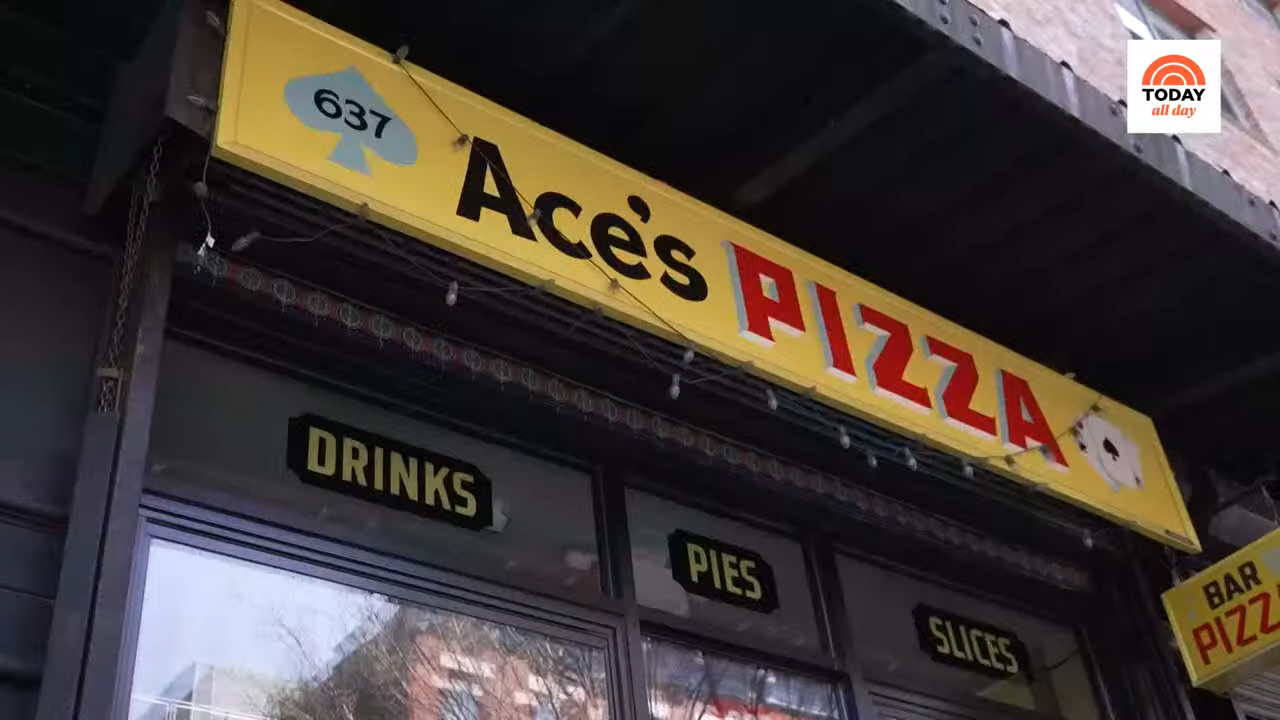 637
Ace's PIZZA
TODAY
all day
DRINKS
PIES
SLICES
BAR
PIZZ